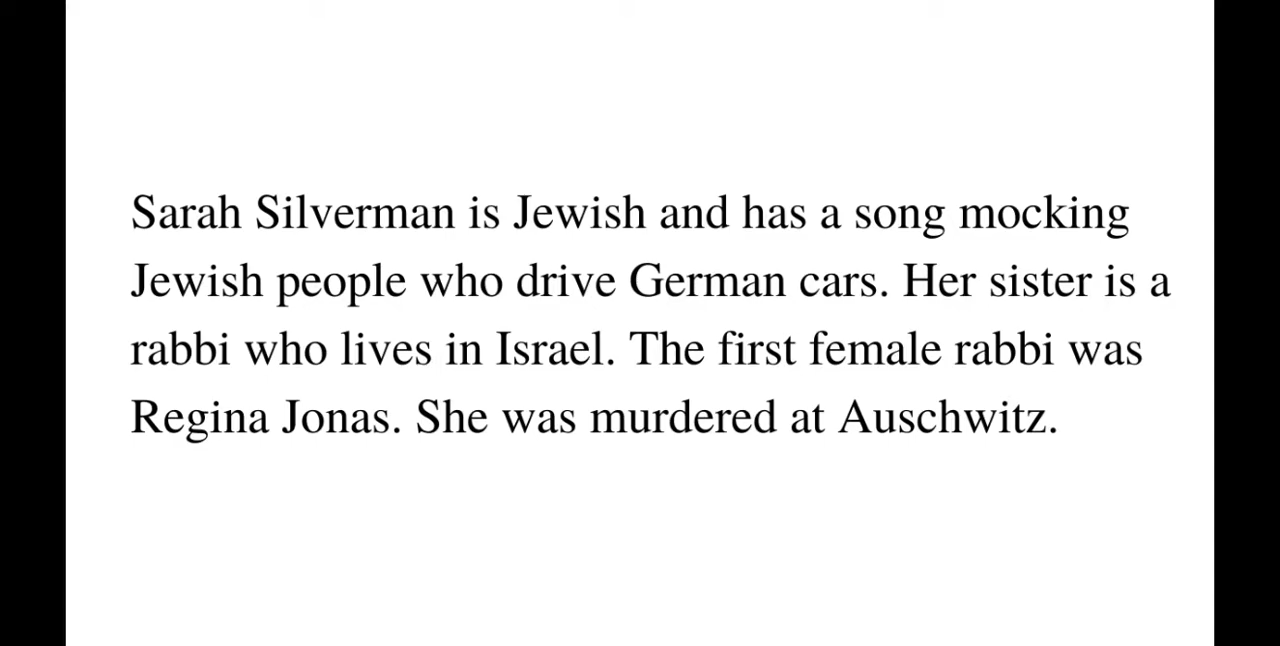 Sarah Silverman is Jewish and has a song mocking
Jewish people who drive German cars. Her sister is a
rabbi who lives in Israel. The first female rabbi was
Regina Jonas. She was murdered at Auschwitz.